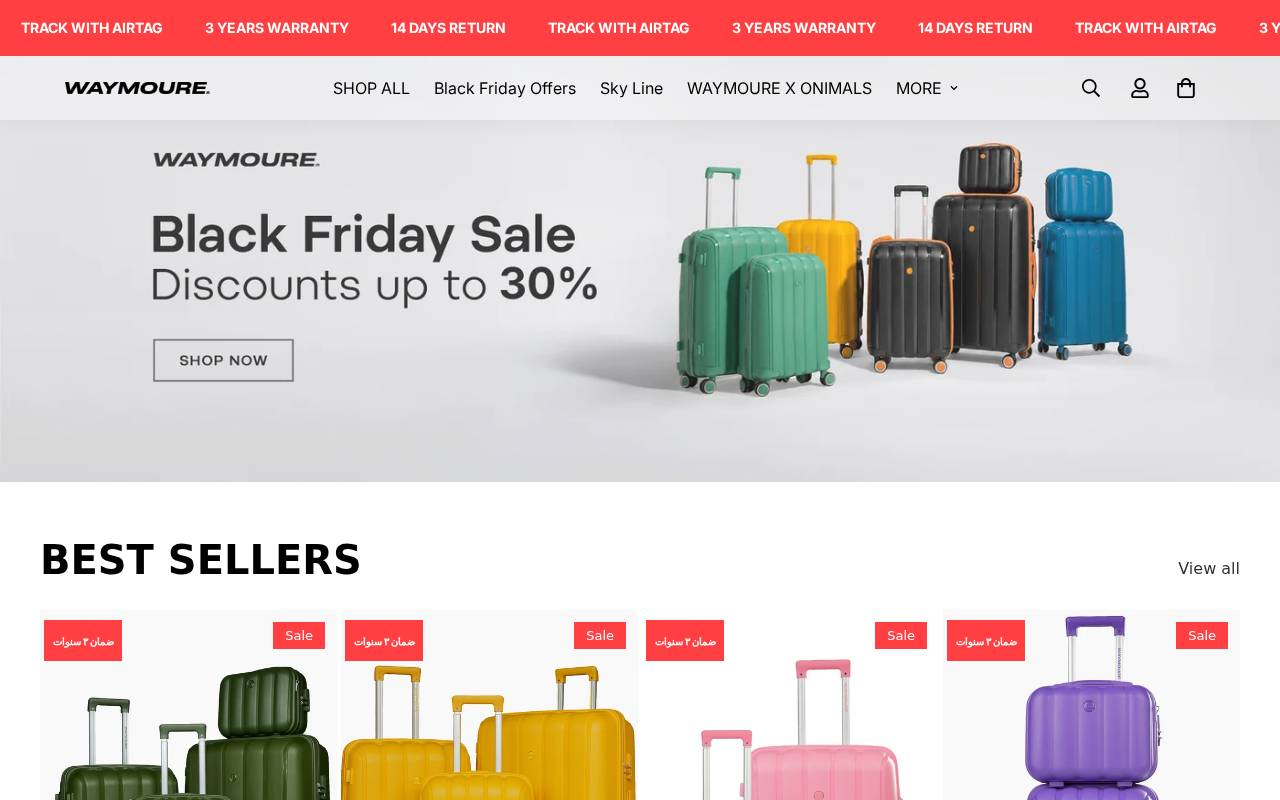 TRACK WITH AIRTAG 3 YEARS WARRANTY 14 DAYS RETURN TRACK WITH AIRTAG 3 YEARS WARRANTY 14 DAYS RETURN TRACK WITH AIRTAG 3 Y
WAYMOURE. SHOP ALL Black Friday Offers Sky Line WAYMOURE X ONIMALS MORE
WAYMOURE.
Black Friday Sale
Discounts up to 30%
SHOP NOW
BEST SELLERS
View all
ضمان ٣ سنوات Sale ضمان ٣ سنوات Sale ضمان ٣ سنوات Sale ضمان ٣ سنوات Sale